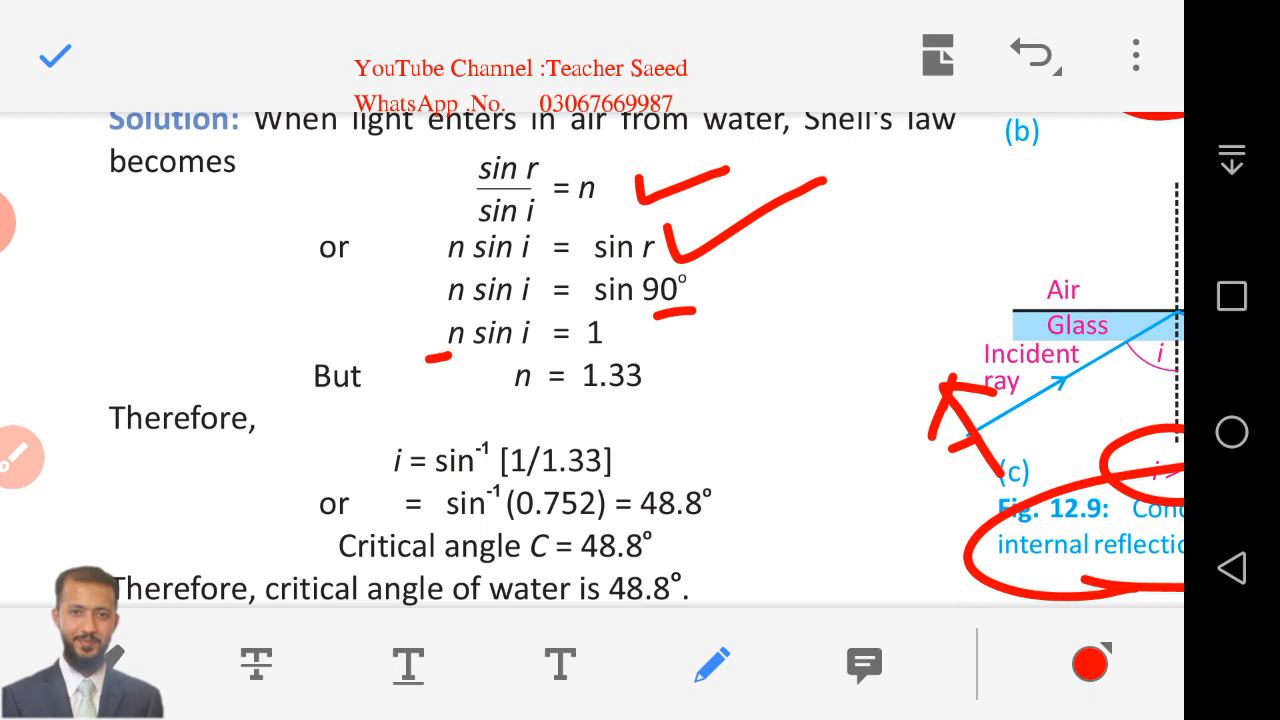 YouTube Channel :Teacher Saeed
WhatsApp .No. 03067669987
Solution: When light enters in air from water, Snell's law
becomes
sin r
sin i
= n
or n sin i = sin r
n sin i = sin 90°
n sin i = 1
But n = 1.33
Therefore,
i = sin⁻¹ [1/1.33]
or = sin⁻¹ (0.752) = 48.8°
Critical angle C = 48.8°
Therefore, critical angle of water is 48.8°.
(b)
Air
Glass
Incident
ray
i
(c)
i >
Fig. 12.9:
internal
T
T
T